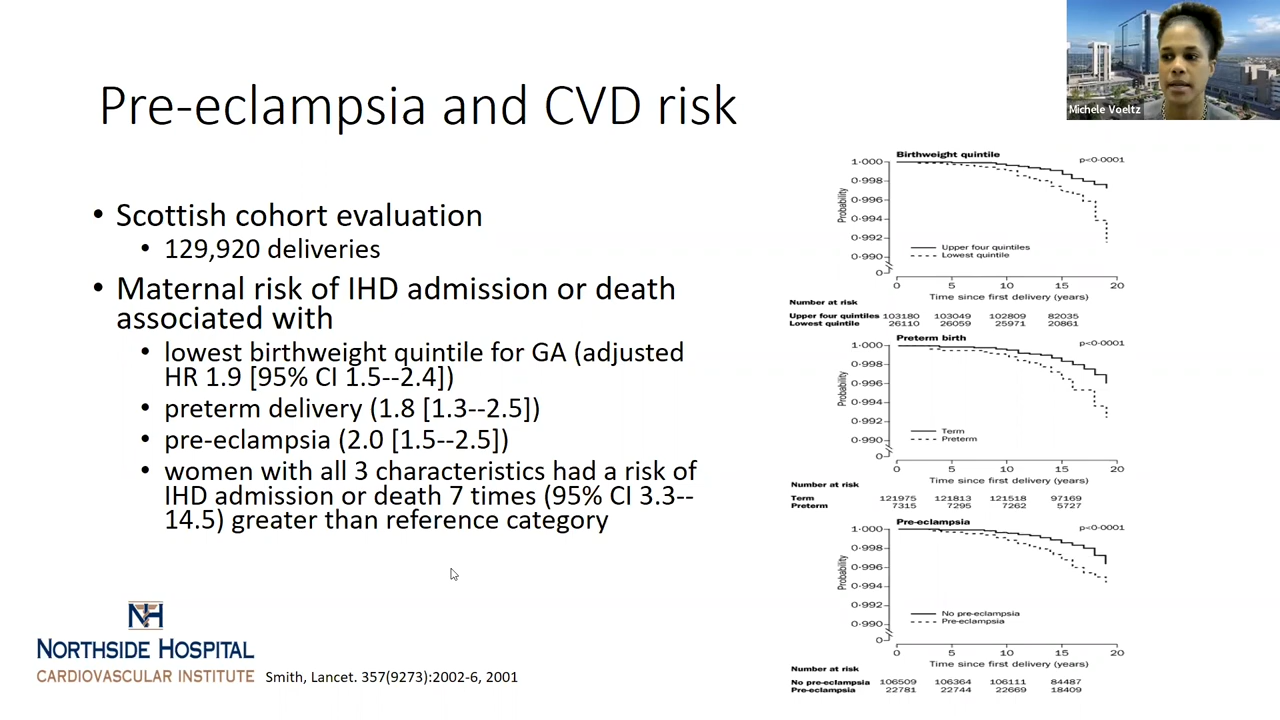 Pre-eclampsia and CVD risk
Michele Voeltz
• Scottish cohort evaluation
• 129,920 deliveries
• Maternal risk of IHD admission or death
associated with
• lowest birthweight quintile for GA (adjusted
HR 1.9 [95% CI 1.5--2.4])
• preterm delivery (1.8 [1.3--2.5])
• pre-eclampsia (2.0 [1.5--2.5])
• women with all 3 characteristics had a risk of
IHD admission or death 7 times (95% CI 3.3--
14.5) greater than reference category
NH
NORTHSIDE HOSPITAL
CARDIOVASCULAR INSTITUTE
Smith, Lancet. 357(9273):2002-6, 2001
Birthweight quintile
p<0·0001
Probability
1·000
0·998
0·996
0·994
0·992
0·990
0
Upper four quintiles
Lowest quintile
0 5 10 15 20
Time since first delivery (years)
Number at risk
Upper four quintiles 103180 103049 102809 82035
Lowest quintile 26110 26059 25971 20861
Preterm birth
p<0·0001
Probability
1·000
0·998
0·996
0·994
0·992
0·990
0
Term
Preterm
0 5 10 15 20
Time since first delivery (years)
Number at risk
Term 121975 121813 121518 97169
Preterm 7315 7295 7262 5727
Pre-eclampsia
p<0·0001
Probability
1·000
0·998
0·996
0·994
0·992
0·990
0
No pre-eclampsia
Pre-eclampsia
0 5 10 15 20
Time since first delivery (years)
Number at risk
No pre-eclampsia 106509 106364 106111 84487
Pre-eclampsia 22781 22744 22669 18409